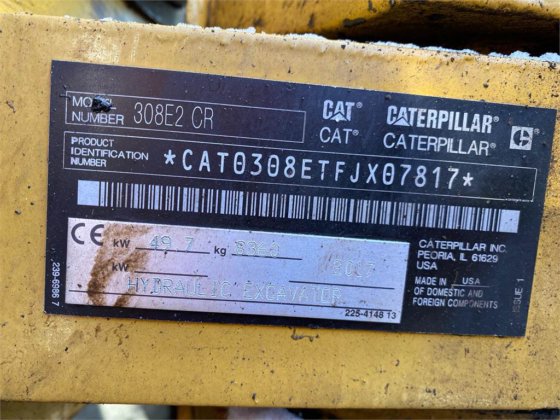 MODEL
NUMBER 308E2 CR
CAT CATERPILLAR
CAT® CATERPILLAR®
PRODUCT
IDENTIFICATION
NUMBER
*CAT0308ETFJX07817*
CE kW 49.7 kg
kW
HYDRAULIC EXCAVATOR
225-4148 13
239-6986 7
CATERPILLAR INC.
PEORIA, IL 61629
USA
MADE IN USA
OF DOMESTIC AND
FOREIGN COMPONENTS
ISSUE 1